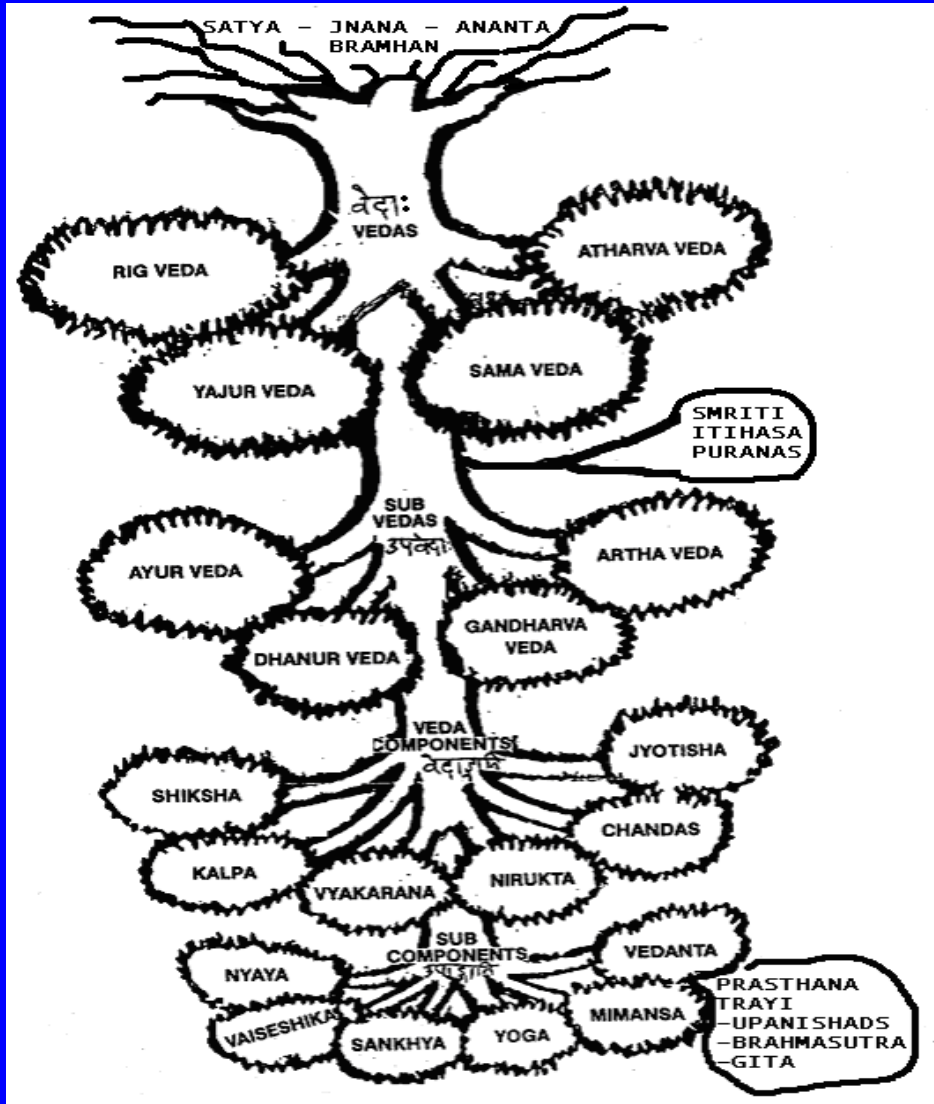 SATYA - JNANA - ANANTA
BRAMHAN
वेदाः
VEDAS
RIG VEDA
ATHARVA VEDA
YAJUR VEDA
SAMA VEDA
SMRITI
ITIHASA
PURANAS
SUB
VEDAS
उपवेदाः
AYUR VEDA
ARTHA VEDA
DHANUR VEDA
GANDHARVA
VEDA
VEDA
COMPONENTS
JYOTISHA
SHIKSHA
CHANDAS
KALPA
VYAKARANA
NIRUKTA
SUB
COMPONENTS
NYAYA
VEDANTA
VAISESHIKA
SANKHYA
YOGA
MIMANSA
PRASTHANA
TRAYI
-UPANISHADS
-BRAHMASUTRA
-GITA